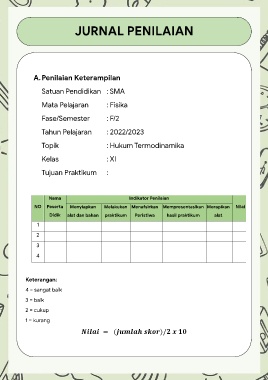 JURNAL PENILAIAN
A. Penilaian Keterampilan
Satuan Pendidikan : SMA
Mata Pelajaran : Fisika
Fase/Semester : F/2
Tahun Pelajaran : 2022/2023
Topik : Hukum Termodinamika
Kelas : XI
Tujuan Praktikum :
Nama Indikator Penilaian
NO Peserta Menyiapkan Melakukan Menafsirkan Mempresentasikan Merapikan Nilai
Didik alat dan bahan praktikum Peristiwa hasil praktikum alat
1
2
3
4
Keterangan:
4 = sangat baik
3 = baik
2 = cukup
1 = kurang
Nilai = (jumlah skor)/2 x 10